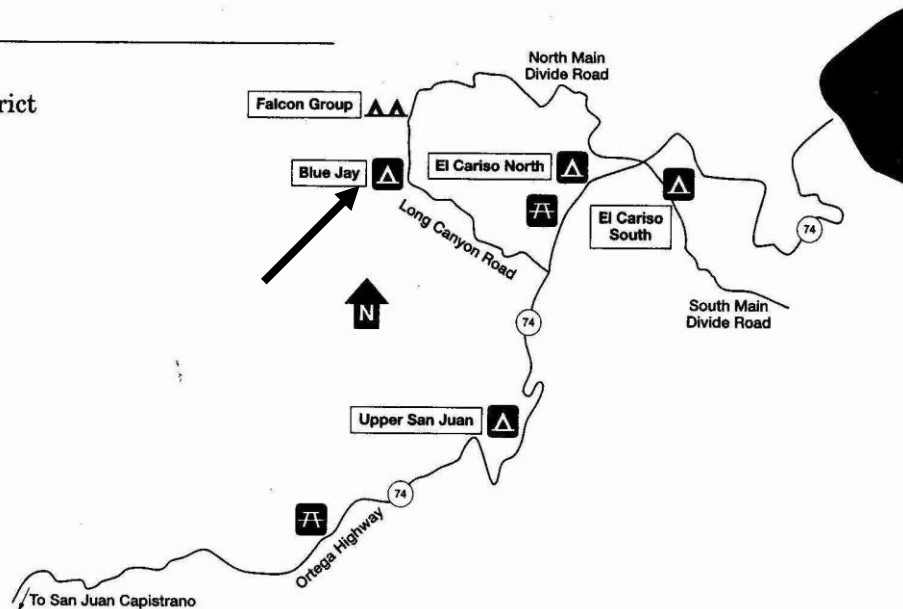 rict
North Main
Divide Road
Falcon Group
Blue Jay
El Cariso North
El Cariso
South
Long Canyon Road
74
N
74
South Main
Divide Road
Upper San Juan
74
Ortega Highway
To San Juan Capistrano